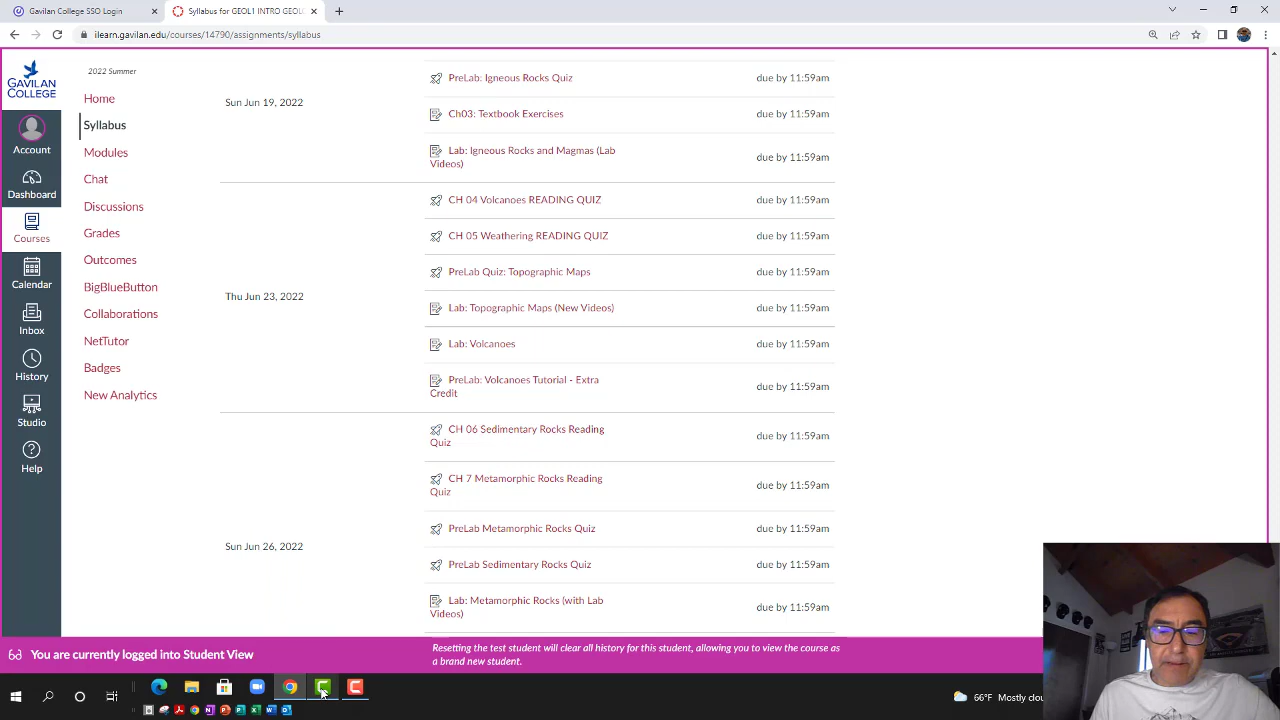 Gavilan College SSO Login
Syllabus for GEOL1 INTRO GEOL
ilearn.gavilan.edu/courses/14790/assignments/syllabus
GAVILAN
COLLEGE
Account
Dashboard
Courses
Calendar
Inbox
History
Studio
Help
2022 Summer
Home
Syllabus
Modules
Chat
Discussions
Grades
Outcomes
BigBlueButton
Collaborations
NetTutor
Badges
New Analytics
Sun Jun 19, 2022
PreLab: Igneous Rocks Quiz due by 11:59am
Ch03: Textbook Exercises due by 11:59am
Lab: Igneous Rocks and Magmas (Lab
Videos) due by 11:59am
Thu Jun 23, 2022
CH 04 Volcanoes READING QUIZ due by 11:59am
CH 05 Weathering READING QUIZ due by 11:59am
PreLab Quiz: Topographic Maps due by 11:59am
Lab: Topographic Maps (New Videos) due by 11:59am
Lab: Volcanoes due by 11:59am
PreLab: Volcanoes Tutorial - Extra
Credit due by 11:59am
Sun Jun 26, 2022
CH 06 Sedimentary Rocks Reading
Quiz due by 11:59am
CH 7 Metamorphic Rocks Reading
Quiz due by 11:59am
PreLab Metamorphic Rocks Quiz due by 11:59am
PreLab Sedimentary Rocks Quiz due by 11:59am
Lab: Metamorphic Rocks (with Lab
Videos) due by 11:59am
You are currently logged into Student View
Resetting the test student will clear all history for this student, allowing you to view the course as
a brand new student.
66°F Mostly clou